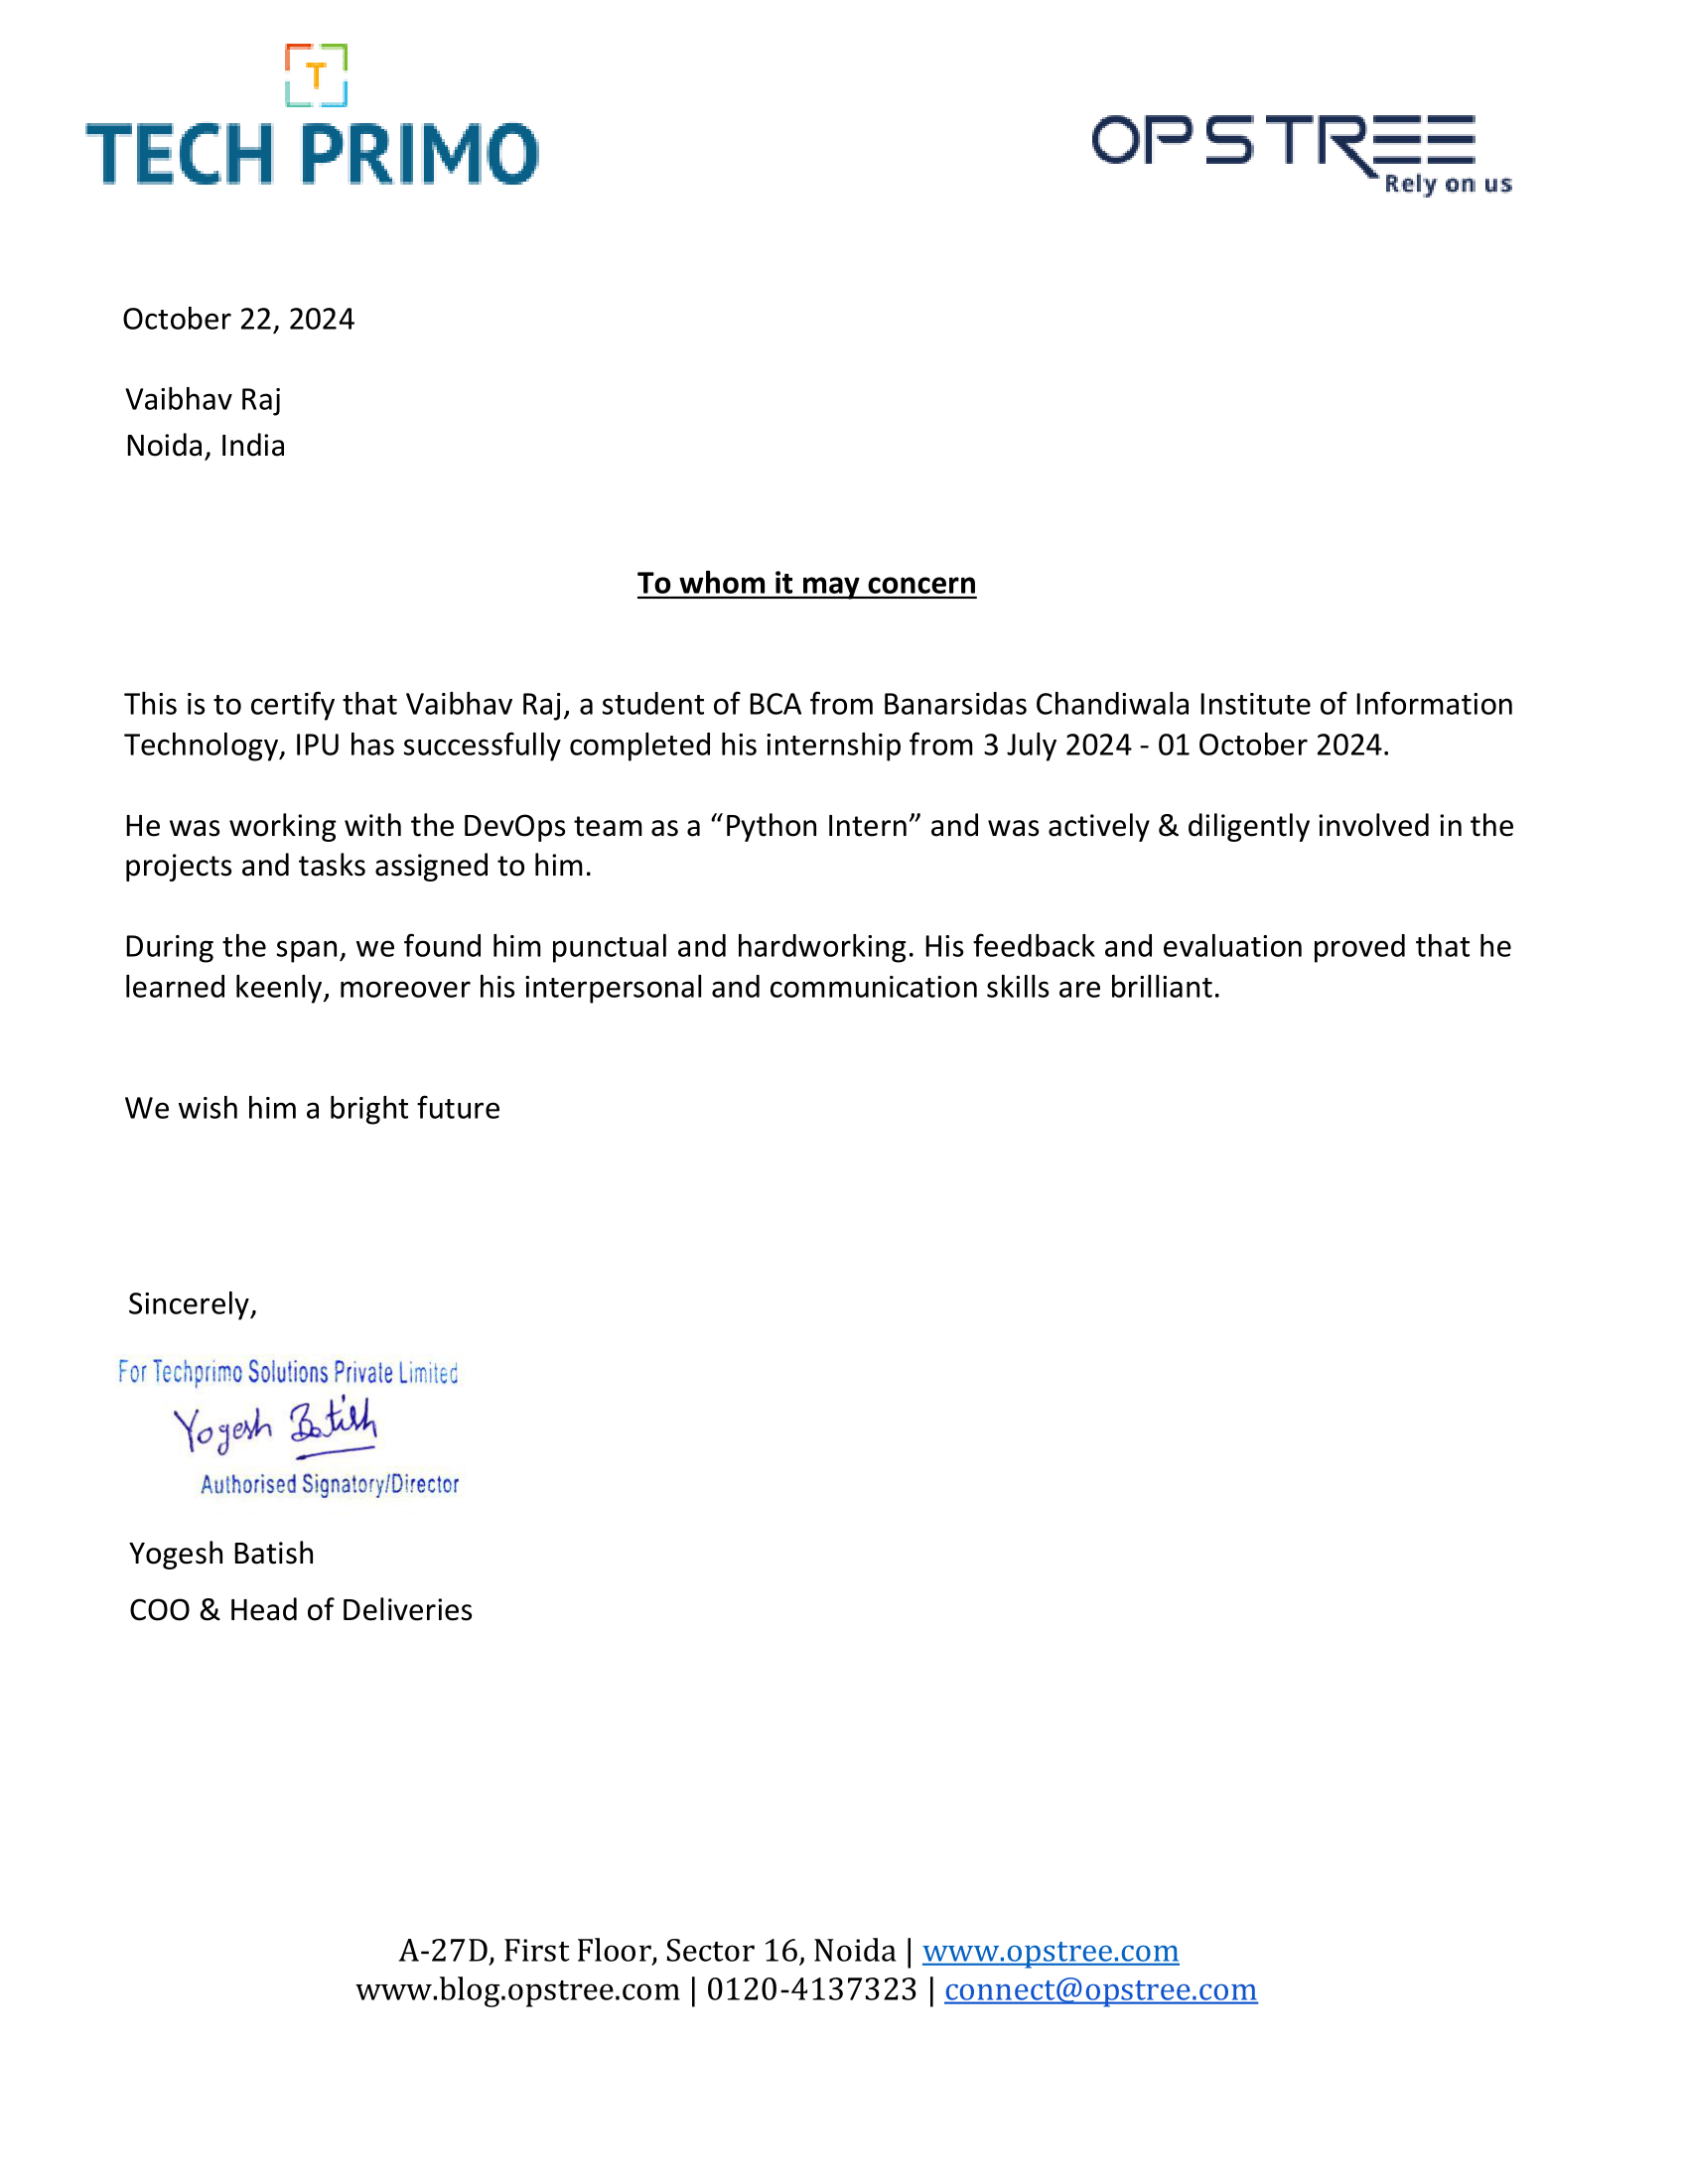 T
TECH PRIMO
OPSTREE
Rely on us
October 22, 2024
Vaibhav Raj
Noida, India
To whom it may concern
This is to certify that Vaibhav Raj, a student of BCA from Banarsidas Chandiwala Institute of Information
Technology, IPU has successfully completed his internship from 3 July 2024 - 01 October 2024.
He was working with the DevOps team as a “Python Intern” and was actively & diligently involved in the
projects and tasks assigned to him.
During the span, we found him punctual and hardworking. His feedback and evaluation proved that he
learned keenly, moreover his interpersonal and communication skills are brilliant.
We wish him a bright future
Sincerely,
For Techprimo Solutions Private Limited
Yogesh Batish
Authorised Signatory/Director
Yogesh Batish
COO & Head of Deliveries
A-27D, First Floor, Sector 16, Noida | www.opstree.com
www.blog.opstree.com | 0120-4137323 | connect@opstree.com